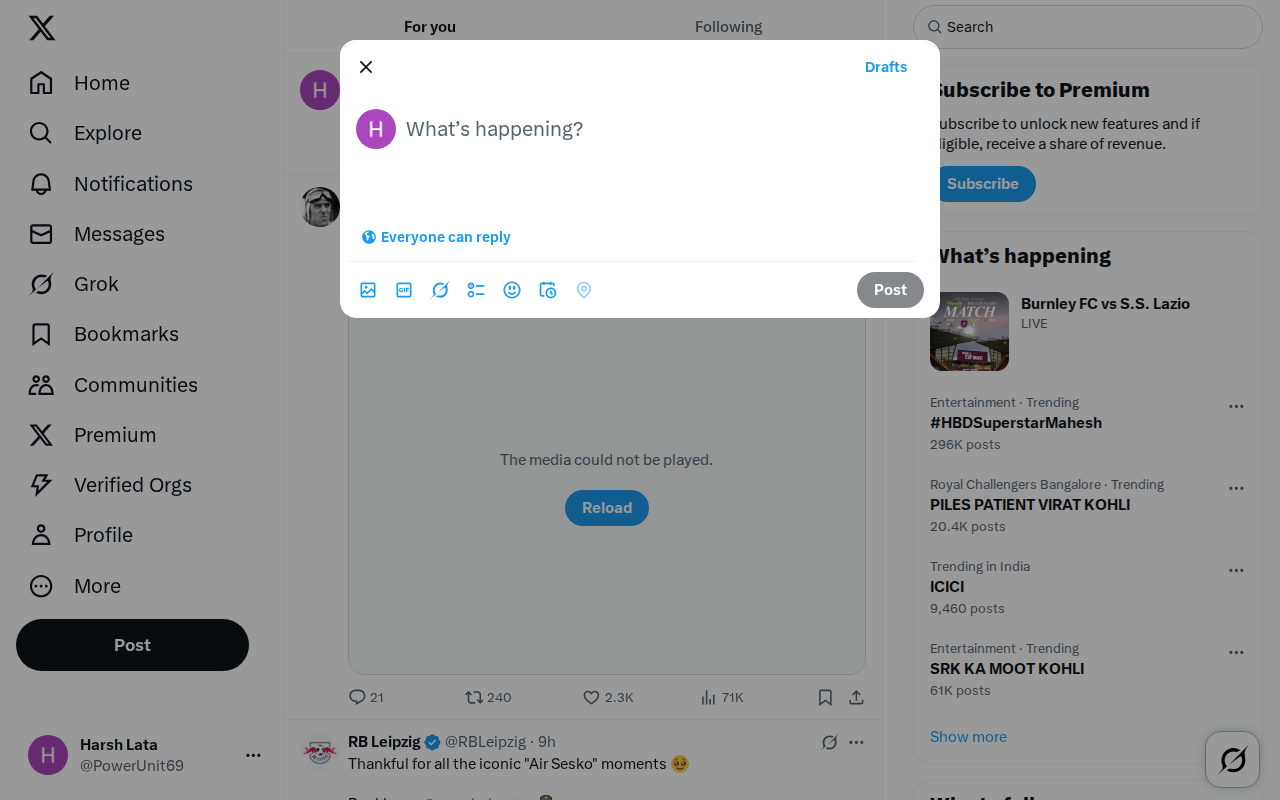 Home
Explore
Notifications
Messages
Grok
Bookmarks
Communities
Premium
Verified Orgs
Profile
More
Post
H
Harsh Lata
@PowerUnit69
For you
Following
H
Drafts
H
What's happening?
Everyone can reply
GIF
Post
The media could not be played.
Reload
21
240
2.3K
71K
RB Leipzig @RBLeipzig · 9h
Thankful for all the iconic "Air Sesko" moments 🥹
Search
Subscribe to Premium
ubscribe to unlock new features and if
ligible, receive a share of revenue.
Subscribe
What's happening
MATCH
Burnley FC vs S.S. Lazio
LIVE
Entertainment · Trending
#HBDSuperstarMahesh
296K posts
Royal Challengers Bangalore · Trending
PILES PATIENT VIRAT KOHLI
20.4K posts
Trending in India
ICICI
9,460 posts
Entertainment · Trending
SRK KA MOOT KOHLI
61K posts
Show more